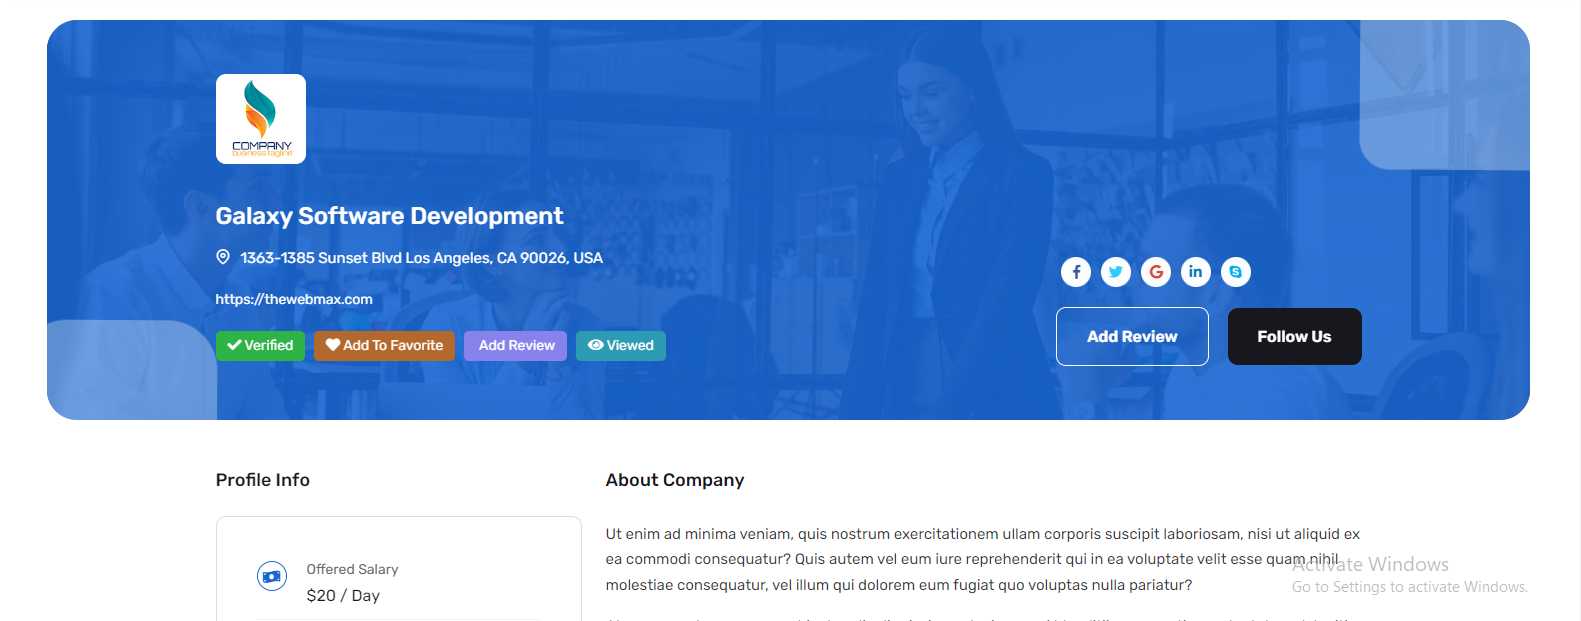 COMPANY
business tagline
Galaxy Software Development
1363-1385 Sunset Blvd Los Angeles, CA 90026, USA
https://thewebmax.com
Verified Add To Favorite Add Review Viewed
Add Review Follow Us
Profile Info
Offered Salary
$20 / Day
About Company
Ut enim ad minima veniam, quis nostrum exercitationem ullam corporis suscipit laboriosam, nisi ut aliquid ex
ea commodi consequatur? Quis autem vel eum iure reprehenderit qui in ea voluptate velit esse quam nihil
molestiae consequatur, vel illum qui dolorem eum fugiat quo voluptas nulla pariatur?
Activate Windows
Go to Settings to activate Windows.